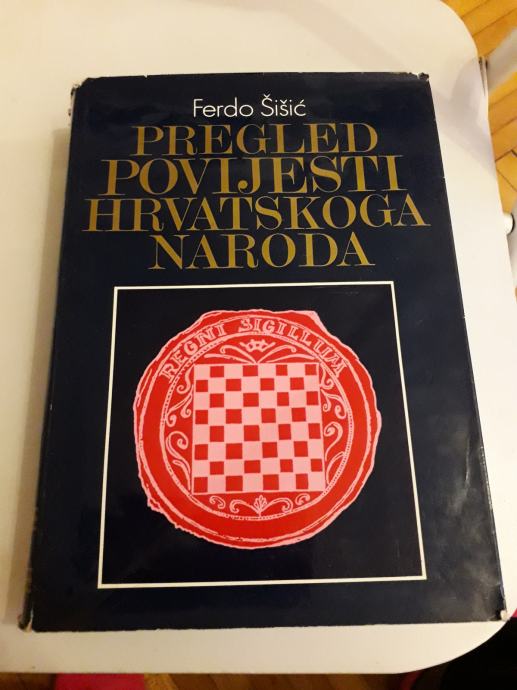 Ferdo Šišić
PREGLED
POVIJESTI
HRVATSKOGA
NARODA
REGNI SIGILLUM